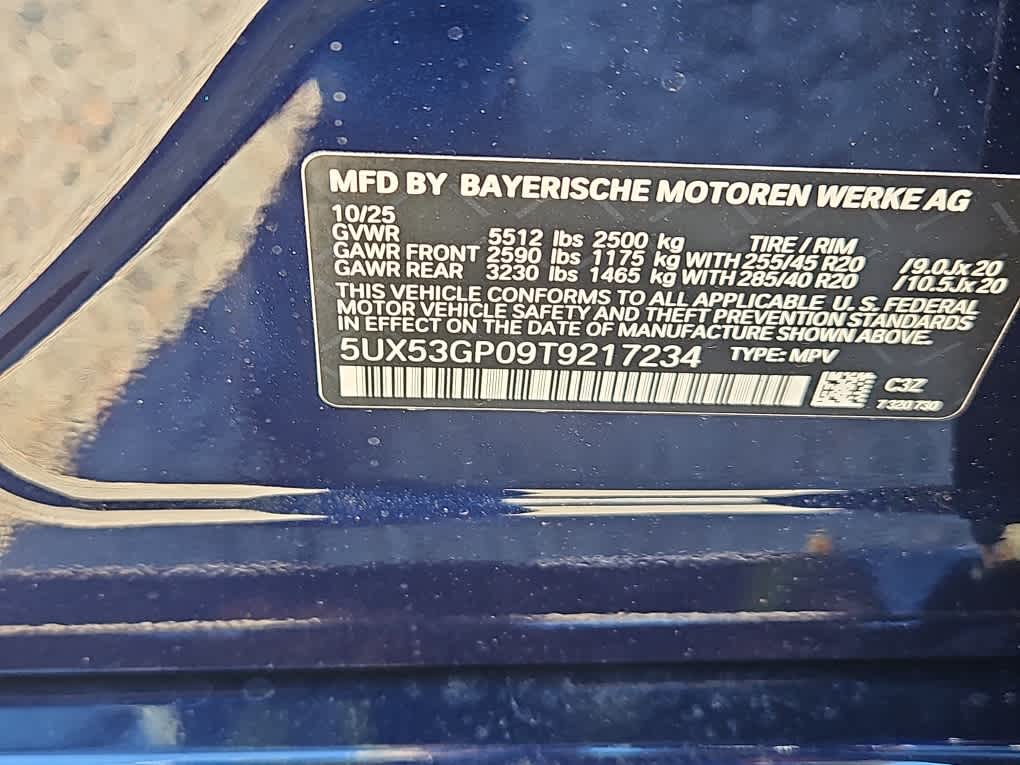 MFD BY BAYERISCHE MOTOREN WERKE AG
10/25
GVWR 5512 lbs 2500 kg TIRE / RIM
GAWR FRONT 2590 lbs 1175 kg WITH 255/45 R20 /9.0Jx20
GAWR REAR 3230 lbs 1465 kg WITH 285/40 R20 /10.5Jx20
THIS VEHICLE CONFORMS TO ALL APPLICABLE U.S. FEDERAL
MOTOR VEHICLE SAFETY AND THEFT PREVENTION STANDARDS
IN EFFECT ON THE DATE OF MANUFACTURE SHOWN ABOVE.
5UX53GP09T9217234 TYPE: MPV
C3Z
7320730